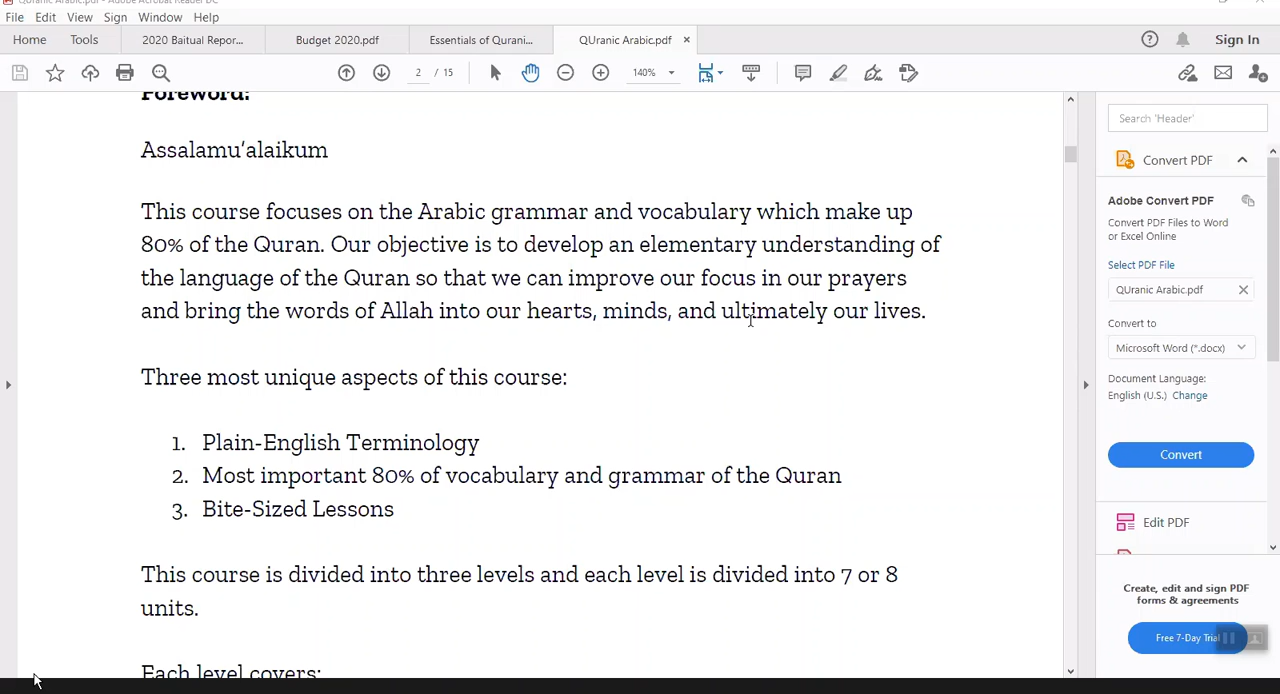 QUranic Arabic.pdf - Adobe Acrobat Reader DC
File Edit View Sign Window Help
Home Tools 2020 Baitual Repor... Budget 2020.pdf Essentials of Qurani... QUranic Arabic.pdf × Sign In
2 / 15 140%
Foreword:
Assalamu'alaikum
This course focuses on the Arabic grammar and vocabulary which make up
80% of the Quran. Our objective is to develop an elementary understanding of
the language of the Quran so that we can improve our focus in our prayers
and bring the words of Allah into our hearts, minds, and ultimately our lives.
Three most unique aspects of this course:
1. Plain-English Terminology
2. Most important 80% of vocabulary and grammar of the Quran
3. Bite-Sized Lessons
This course is divided into three levels and each level is divided into 7 or 8
units.
Each level covers:
Search 'Header'
Convert PDF
Adobe Convert PDF
Convert PDF Files to Word
or Excel Online
Select PDF File
QUranic Arabic.pdf
Convert to
Microsoft Word (*.docx)
Document Language:
English (U.S.) Change
Convert
Edit PDF
Create, edit and sign PDF
forms & agreements
Free 7-Day Trial